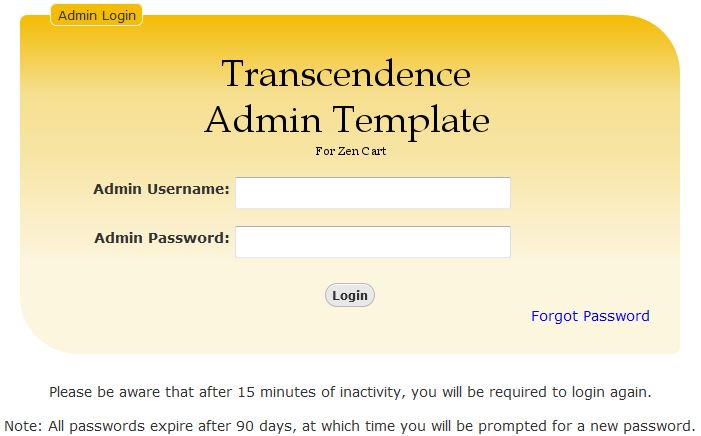 Admin Login
Transcendence
Admin Template
For Zen Cart
Admin Username:
Admin Password:
Login
Forgot Password
Please be aware that after 15 minutes of inactivity, you will be required to login again.
Note: All passwords expire after 90 days, at which time you will be prompted for a new password.